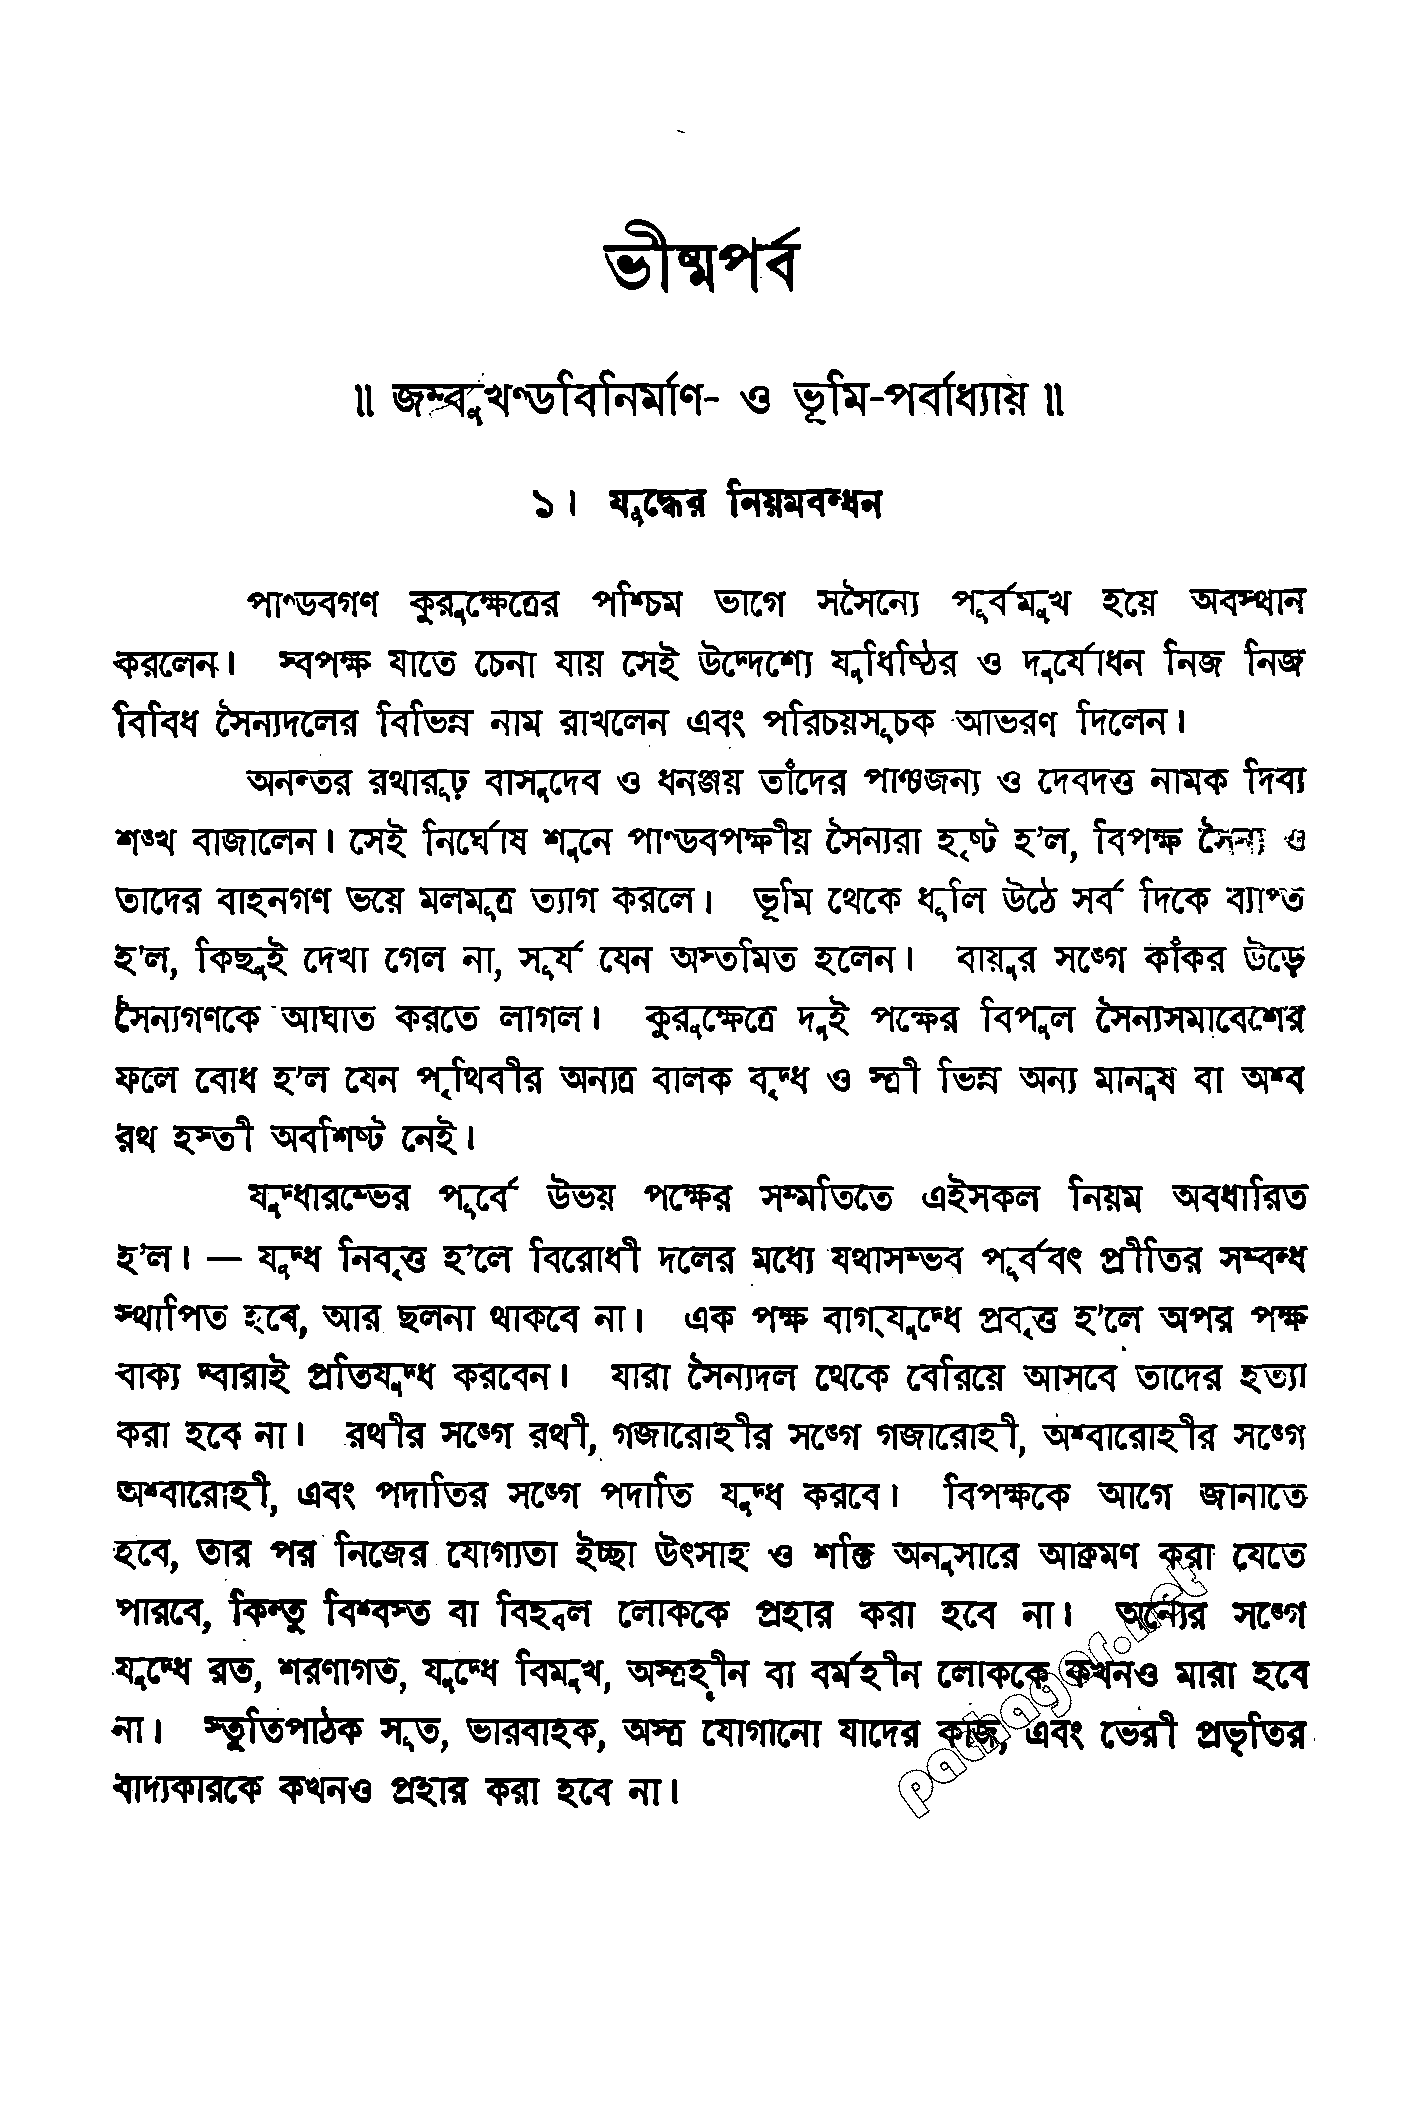 ভীষ্মপর্ব
॥ জম্বুখণ্ডবিনির্মাণ- ও ভূমি-পর্বাধ্যায় ॥
১। যুদ্ধের নিয়মবন্ধন
পাণ্ডবগণ কুরুক্ষেত্রের পশ্চিম ভাগে সসৈন্যে পূর্বমুখ হয়ে অবস্থান
করলেন। স্বপক্ষ যাতে চেনা যায় সেই উদ্দেশ্যে যুধিষ্ঠির ও দুর্যোধন নিজ নিজ
বিবিধ সৈন্যদলের বিভিন্ন নাম রাখলেন এবং পরিচয়সূচক আভরণ দিলেন।
অনন্তর রথারূঢ় বাসুদেব ও ধনঞ্জয় তাঁদের পাঞ্চজন্য ও দেবদত্ত নামক দিব্য
শঙ্খ বাজালেন। সেই নির্ঘোষ শুনে পাণ্ডবপক্ষীয় সৈন্যরা হৃষ্ট হ’ল, বিপক্ষ সৈন্য ও
তাদের বাহনগণ ভয়ে মলমূত্র ত্যাগ করলে। ভূমি থেকে ধূলি উঠে সর্ব দিকে ব্যাপ্ত
হ’ল, কিছুই দেখা গেল না, সূর্য যেন অস্তমিত হলেন। বায়ুর সঙ্গে কাঁকর উড়ে
সৈন্যগণকে আঘাত করতে লাগল। কুরুক্ষেত্রে দুই পক্ষের বিপুল সৈন্যসমাবেশের
ফলে বোধ হ’ল যেন পৃথিবীর অন্যত্র বালক বৃদ্ধ ও স্ত্রী ভিন্ন অন্য মানুষ বা অশ্ব
রথ হস্তী অবশিষ্ট নেই।
যুদ্ধারম্ভের পূর্বে উভয় পক্ষের সম্মতিতে এইসকল নিয়ম অবধারিত
হ’ল। — যুদ্ধ নিবৃত্ত হ’লে বিরোধী দলের মধ্যে যথাসম্ভব পূর্ববৎ প্রীতির সম্বন্ধ
স্থাপিত হবে, আর ছলনা থাকবে না। এক পক্ষ বাগ্‌যুদ্ধে প্রবৃত্ত হ’লে অপর পক্ষ
বাক্য দ্বারাই প্রতিযুদ্ধ করবেন। যারা সৈন্যদল থেকে বেরিয়ে আসবে তাদের হত্যা
করা হবে না। রথীর সঙ্গে রথী, গজারোহীর সঙ্গে গজারোহী, অশ্বারোহীর সঙ্গে
অশ্বারোহী, এবং পদাতির সঙ্গে পদাতি যুদ্ধ করবে। বিপক্ষকে আগে জানাতে
হবে, তার পর নিজের যোগ্যতা ইচ্ছা উৎসাহ ও শক্তি অনুসারে আক্রমণ করা যেতে
পারবে, কিন্তু বিশ্বস্ত বা বিহ্বল লোককে প্রহার করা হবে না। অন্যের সঙ্গে
যুদ্ধে রত, শরণাগত, যুদ্ধে বিমুখ, অস্ত্রহীন বা বর্মহীন লোককে কখনও মারা হবে
না। স্তুতিপাঠক সূত, ভারবাহক, অস্ত্র যোগানো যাদের কাজ, এবং ভেরী প্রভৃতির
বাদ্যকারকে কখনও প্রহার করা হবে না।
pathagar.net